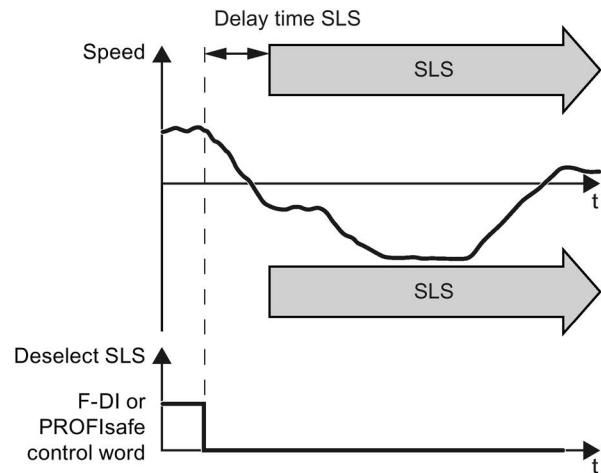 Delay time SLS
Speed
SLS
t
SLS
Deselect SLS
F-DI or
PROFIsafe
control word
t